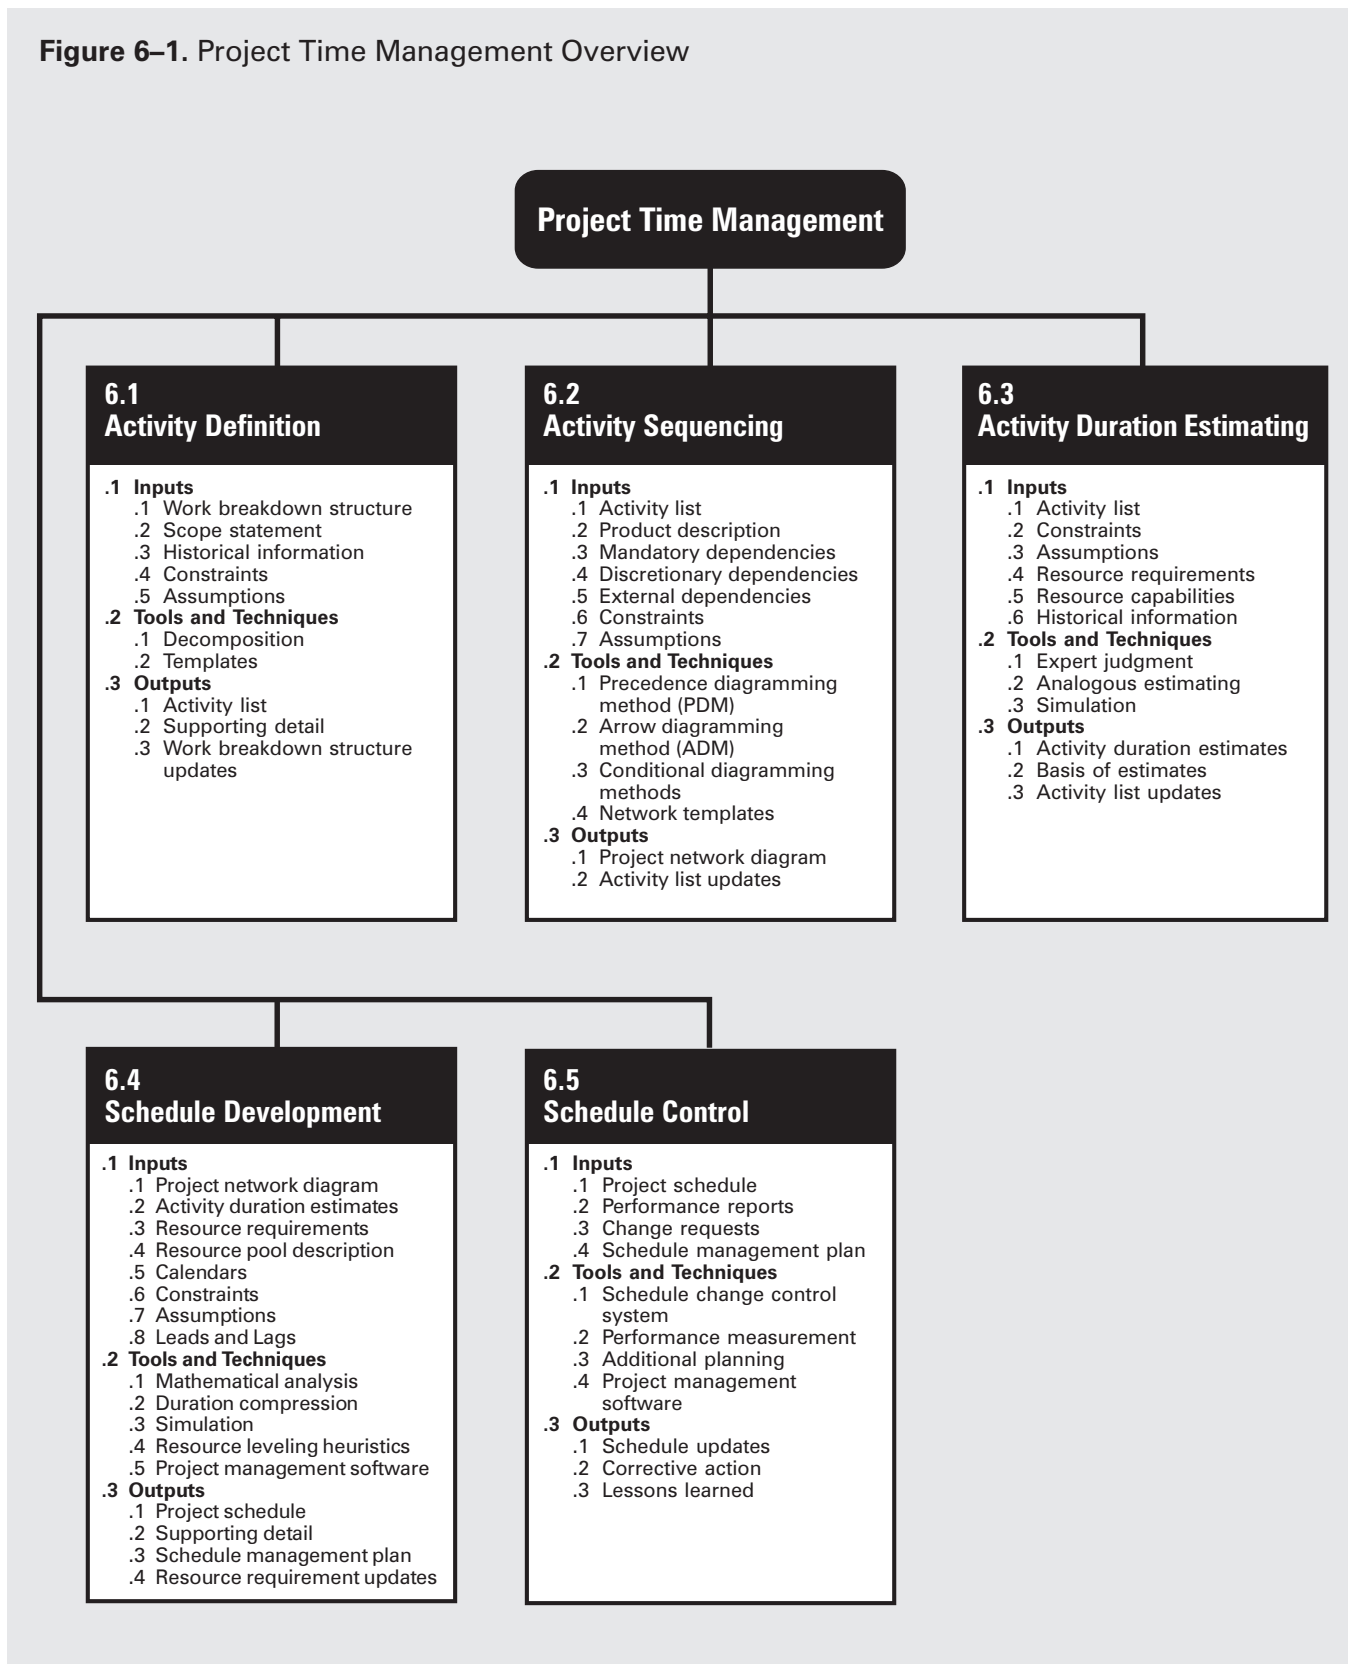 Figure 6–1. Project Time Management Overview
Project Time Management
6.1
Activity Definition
.1 Inputs
.1 Work breakdown structure
.2 Scope statement
.3 Historical information
.4 Constraints
.5 Assumptions
.2 Tools and Techniques
.1 Decomposition
.2 Templates
.3 Outputs
.1 Activity list
.2 Supporting detail
.3 Work breakdown structure
updates
6.2
Activity Sequencing
.1 Inputs
.1 Activity list
.2 Product description
.3 Mandatory dependencies
.4 Discretionary dependencies
.5 External dependencies
.6 Constraints
.7 Assumptions
.2 Tools and Techniques
.1 Precedence diagramming
method (PDM)
.2 Arrow diagramming
method (ADM)
.3 Conditional diagramming
methods
.4 Network templates
.3 Outputs
.1 Project network diagram
.2 Activity list updates
6.3
Activity Duration Estimating
.1 Inputs
.1 Activity list
.2 Constraints
.3 Assumptions
.4 Resource requirements
.5 Resource capabilities
.6 Historical information
.2 Tools and Techniques
.1 Expert judgment
.2 Analogous estimating
.3 Simulation
.3 Outputs
.1 Activity duration estimates
.2 Basis of estimates
.3 Activity list updates
6.4
Schedule Development
.1 Inputs
.1 Project network diagram
.2 Activity duration estimates
.3 Resource requirements
.4 Resource pool description
.5 Calendars
.6 Constraints
.7 Assumptions
.8 Leads and Lags
.2 Tools and Techniques
.1 Mathematical analysis
.2 Duration compression
.3 Simulation
.4 Resource leveling heuristics
.5 Project management software
.3 Outputs
.1 Project schedule
.2 Supporting detail
.3 Schedule management plan
.4 Resource requirement updates
6.5
Schedule Control
.1 Inputs
.1 Project schedule
.2 Performance reports
.3 Change requests
.4 Schedule management plan
.2 Tools and Techniques
.1 Schedule change control
system
.2 Performance measurement
.3 Additional planning
.4 Project management
software
.3 Outputs
.1 Schedule updates
.2 Corrective action
.3 Lessons learned